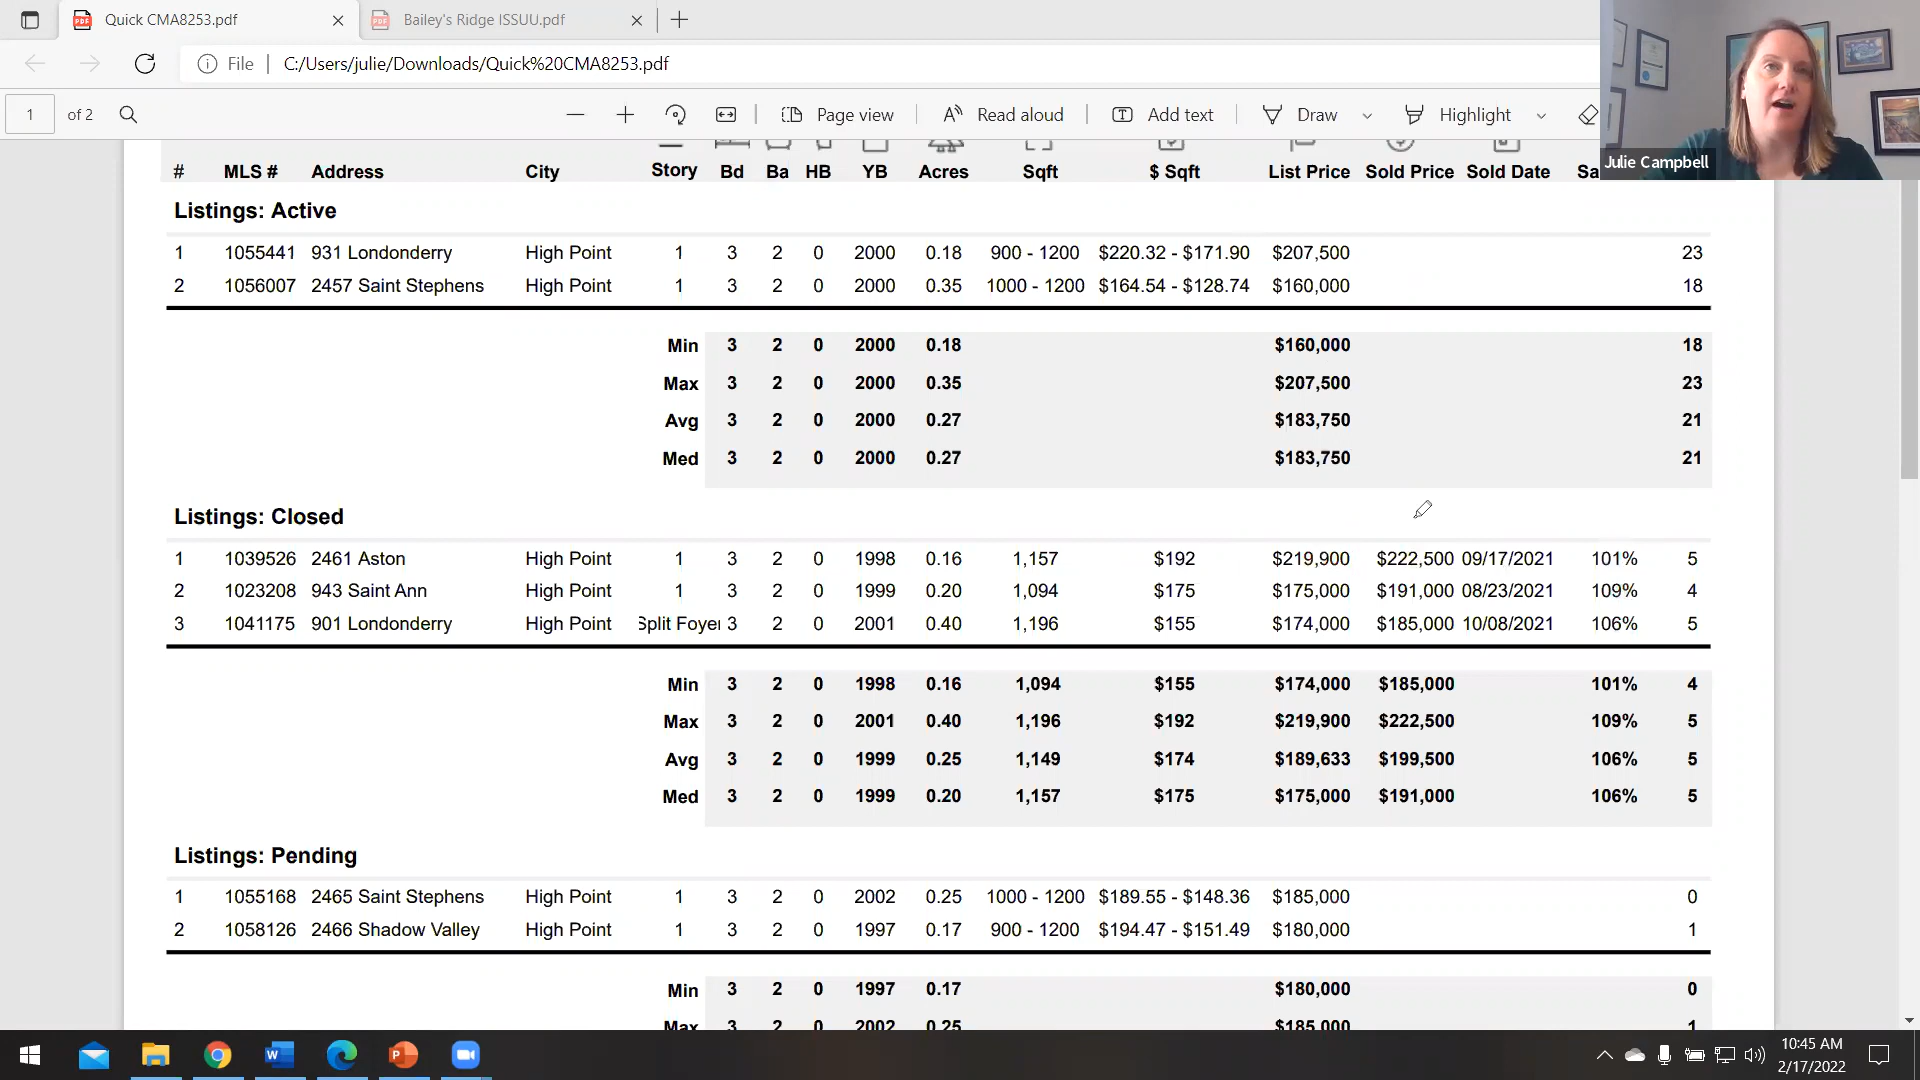 Quick CMA8253.pdf
Bailey's Ridge ISSUU.pdf
File C:/Users/julie/Downloads/Quick%20CMA8253.pdf
1 of 2 Page view Read aloud Add text Draw Highlight
Julie Campbell
# MLS # Address City Story Bd Ba HB YB Acres Sqft $ Sqft List Price Sold Price Sold Date Sa
Listings: Active
1 1055441 931 Londonderry High Point 1 3 2 0 2000 0.18 900 - 1200 $220.32 - $171.90 $207,500 23
2 1056007 2457 Saint Stephens High Point 1 3 2 0 2000 0.35 1000 - 1200 $164.54 - $128.74 $160,000 18
Min 3 2 0 2000 0.18 $160,000 18
Max 3 2 0 2000 0.35 $207,500 23
Avg 3 2 0 2000 0.27 $183,750 21
Med 3 2 0 2000 0.27 $183,750 21
Listings: Closed
1 1039526 2461 Aston High Point 1 3 2 0 1998 0.16 1,157 $192 $219,900 $222,500 09/17/2021 101% 5
2 1023208 943 Saint Ann High Point 1 3 2 0 1999 0.20 1,094 $175 $175,000 $191,000 08/23/2021 109% 4
3 1041175 901 Londonderry High Point Split Foyer 3 2 0 2001 0.40 1,196 $155 $174,000 $185,000 10/08/2021 106% 5
Min 3 2 0 1998 0.16 1,094 $155 $174,000 $185,000 101% 4
Max 3 2 0 2001 0.40 1,196 $192 $219,900 $222,500 109% 5
Avg 3 2 0 1999 0.25 1,149 $174 $189,633 $199,500 106% 5
Med 3 2 0 1999 0.20 1,157 $175 $175,000 $191,000 106% 5
Listings: Pending
1 1055168 2465 Saint Stephens High Point 1 3 2 0 2002 0.25 1000 - 1200 $189.55 - $148.36 $185,000 0
2 1058126 2466 Shadow Valley High Point 1 3 2 0 1997 0.17 900 - 1200 $194.47 - $151.49 $180,000 1
Min 3 2 0 1997 0.17 $180,000 0
Max 3 2 0 2002 0.25 $185,000 1
10:45 AM
2/17/2022